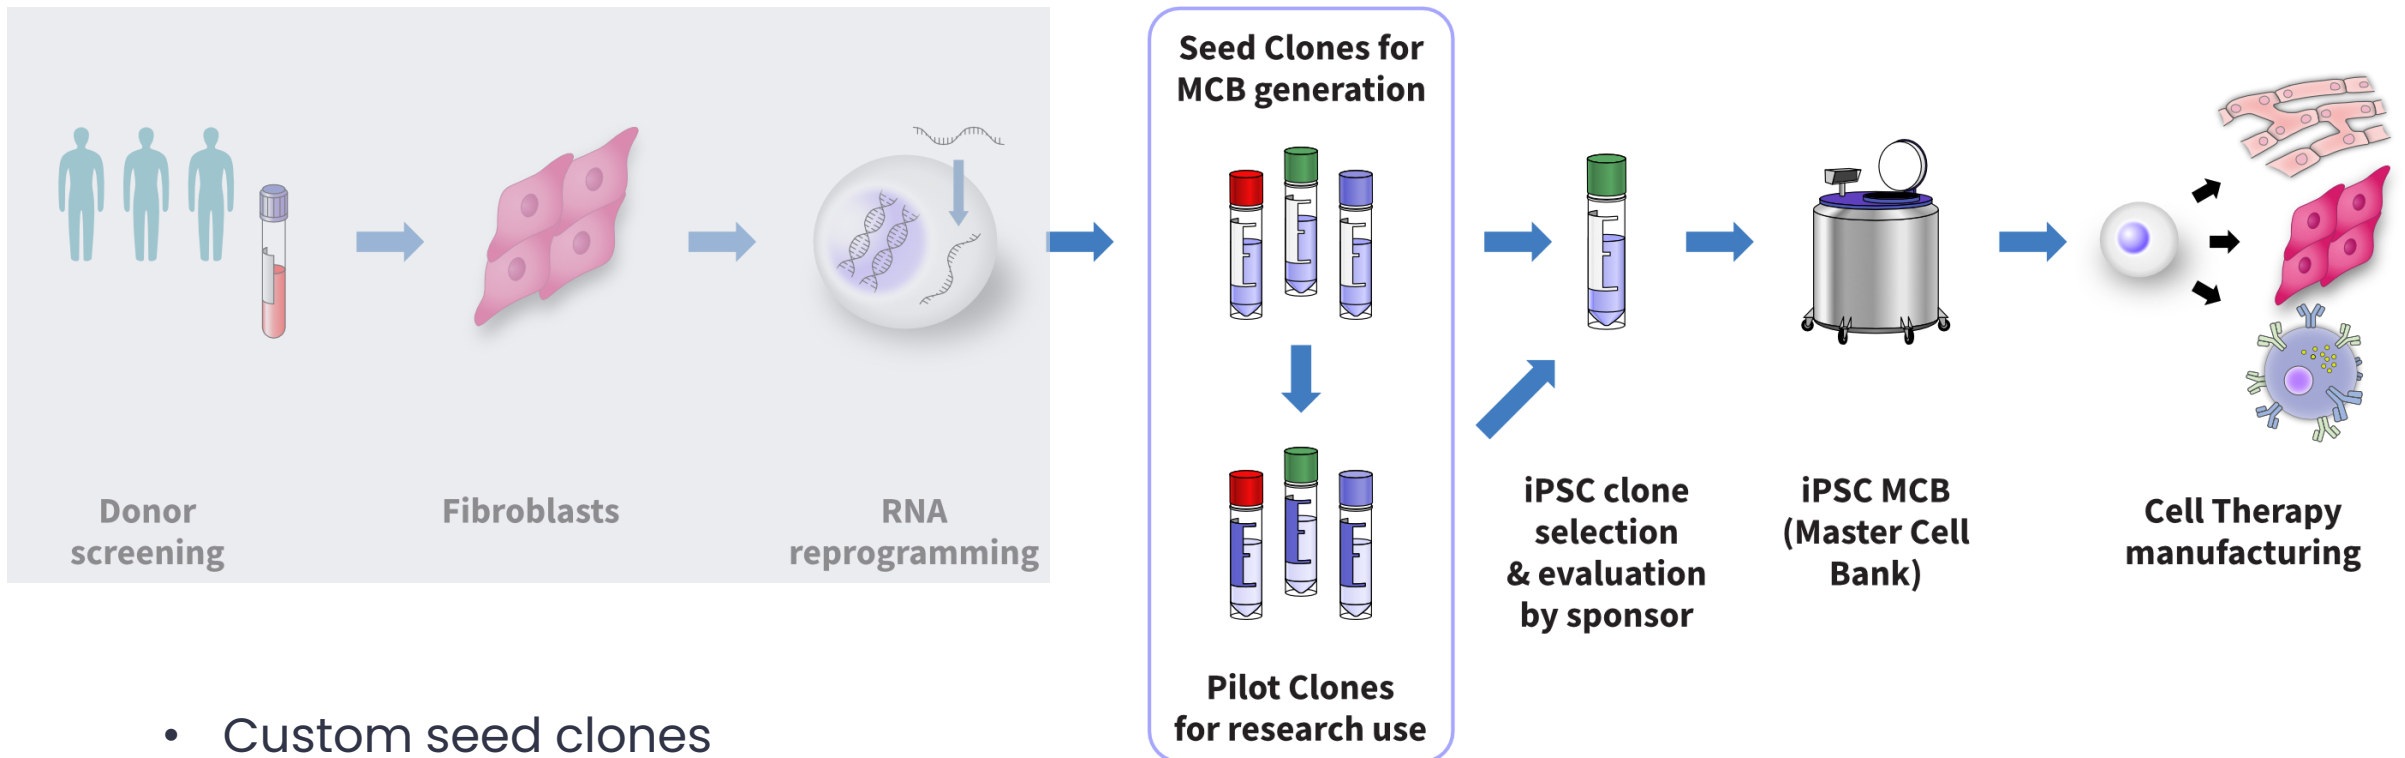 Donor
screening
Fibroblasts
RNA
reprogramming
Seed Clones for
MCB generation
Pilot Clones
for research use
iPSC clone
selection
& evaluation
by sponsor
iPSC MCB
(Master Cell
Bank)
Cell Therapy
manufacturing
• Custom seed clones